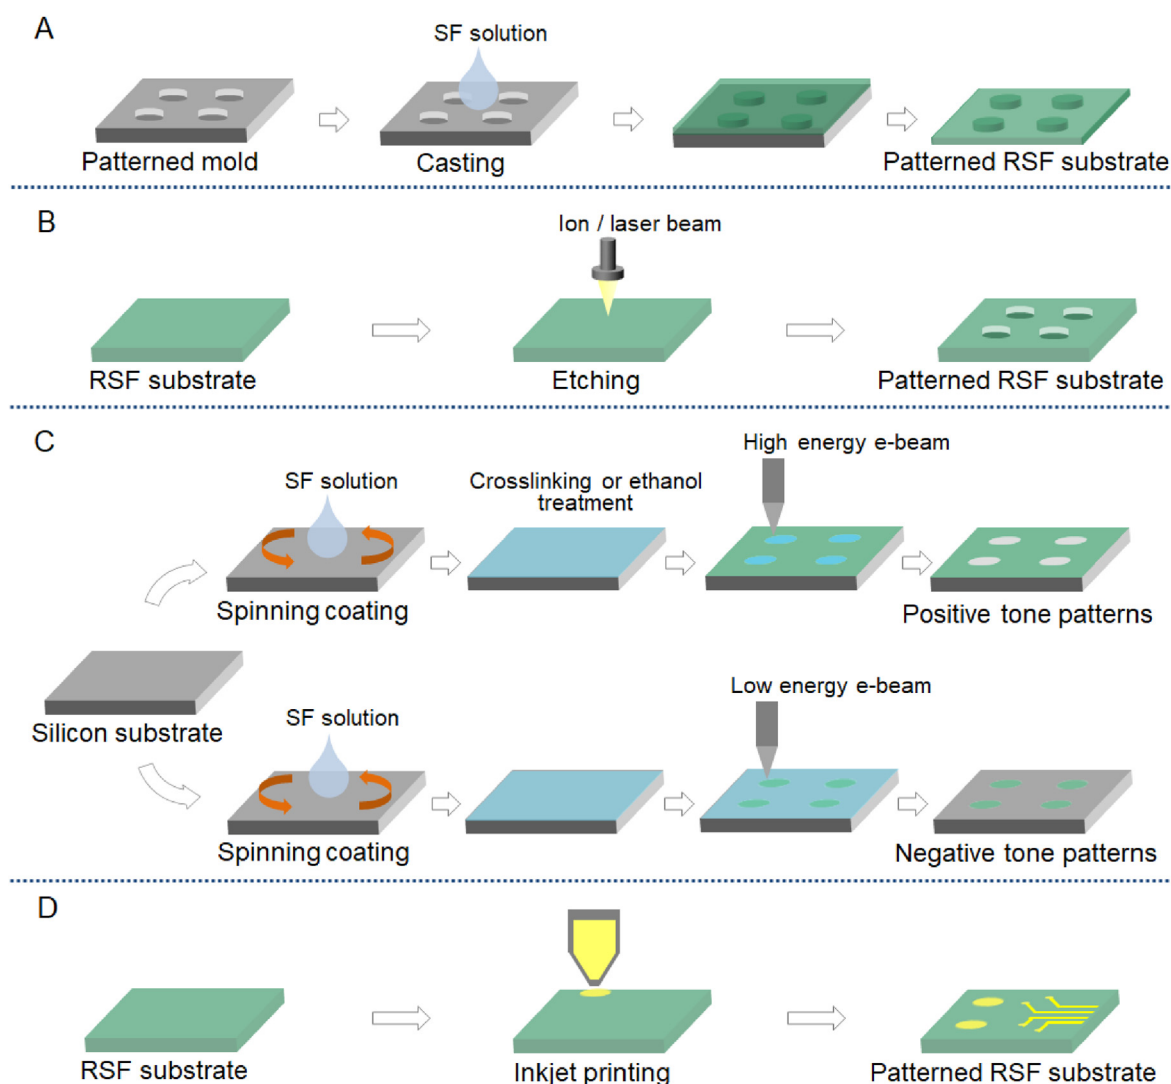 A
SF solution
Patterned mold
Casting
Patterned RSF substrate
B
Ion / laser beam
RSF substrate
Etching
Patterned RSF substrate
C
High energy e-beam
SF solution
Crosslinking or ethanol
treatment
Spinning coating
Positive tone patterns
Silicon substrate
Low energy e-beam
SF solution
Spinning coating
Negative tone patterns
D
RSF substrate
Inkjet printing
Patterned RSF substrate